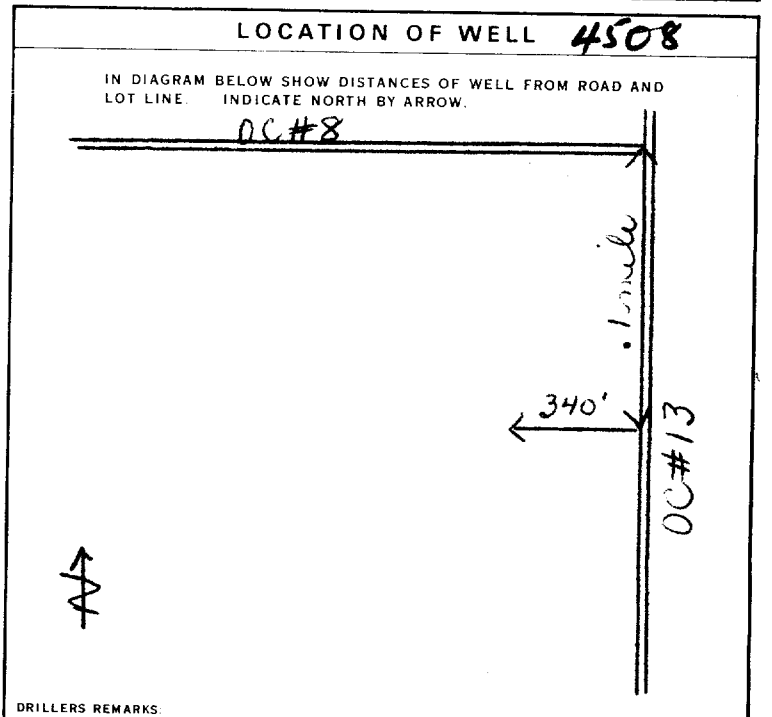 LOCATION OF WELL 4508
IN DIAGRAM BELOW SHOW DISTANCES OF WELL FROM ROAD AND
LOT LINE. INDICATE NORTH BY ARROW.
OC#8
.1 mile
340'
OC#13
N
DRILLERS REMARKS: